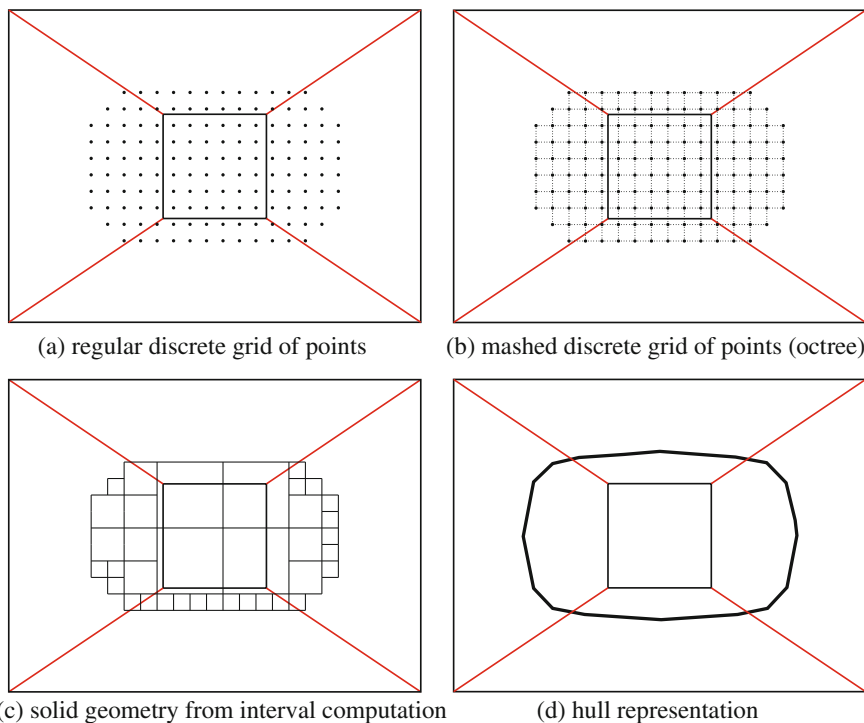 (a) regular discrete grid of points
(b) mashed discrete grid of points (octree)
(c) solid geometry from interval computation
(d) hull representation